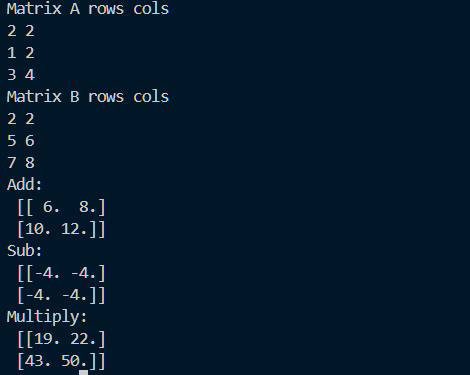 Matrix A rows cols
2 2
1 2
3 4
Matrix B rows cols
2 2
5 6
7 8
Add:
 [[ 6.  8.]
 [10. 12.]]
Sub:
 [[-4. -4.]
 [-4. -4.]]
Multiply:
 [[19. 22.]
 [43. 50.]]